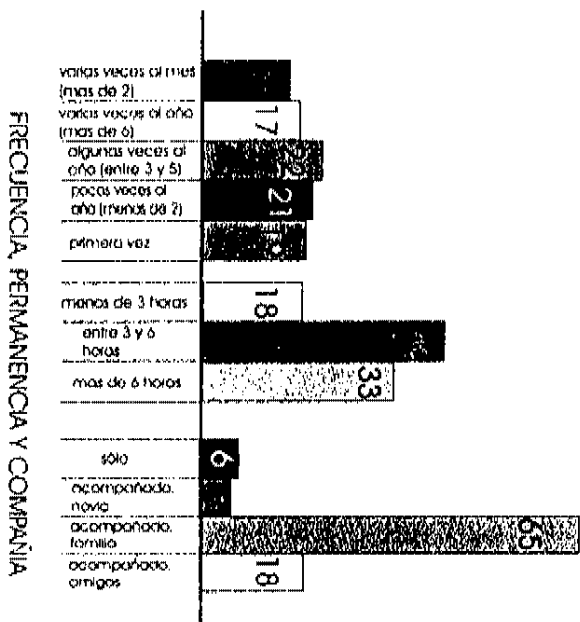 FRECUENCIA, PERMANENCIA Y COMPAÑIA
varias veces al mes
(mas de 2)
varias veces al año
(mas de 6)
17
algunas veces al
año (entre 3 y 5)
pocas veces al
año (menos de 2)
21
primera vez
menos de 3 horas
18
entre 3 y 6
horas
mas de 6 horas
33
sólo
6
acompañado,
novia
acompañado,
familia
65
acompañado,
amigos
18